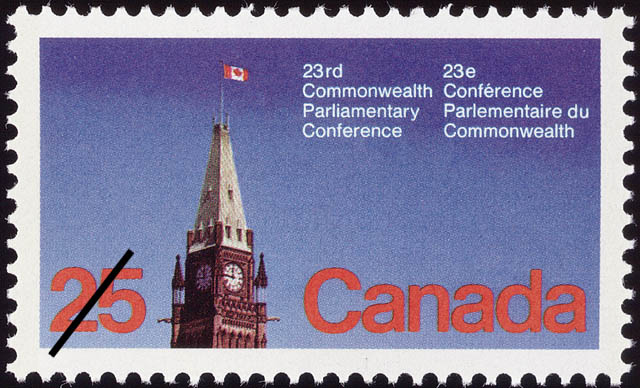 23rd
Commonwealth
Parliamentary
Conference
23e
Conférence
Parlementaire du
Commonwealth
25
Canada